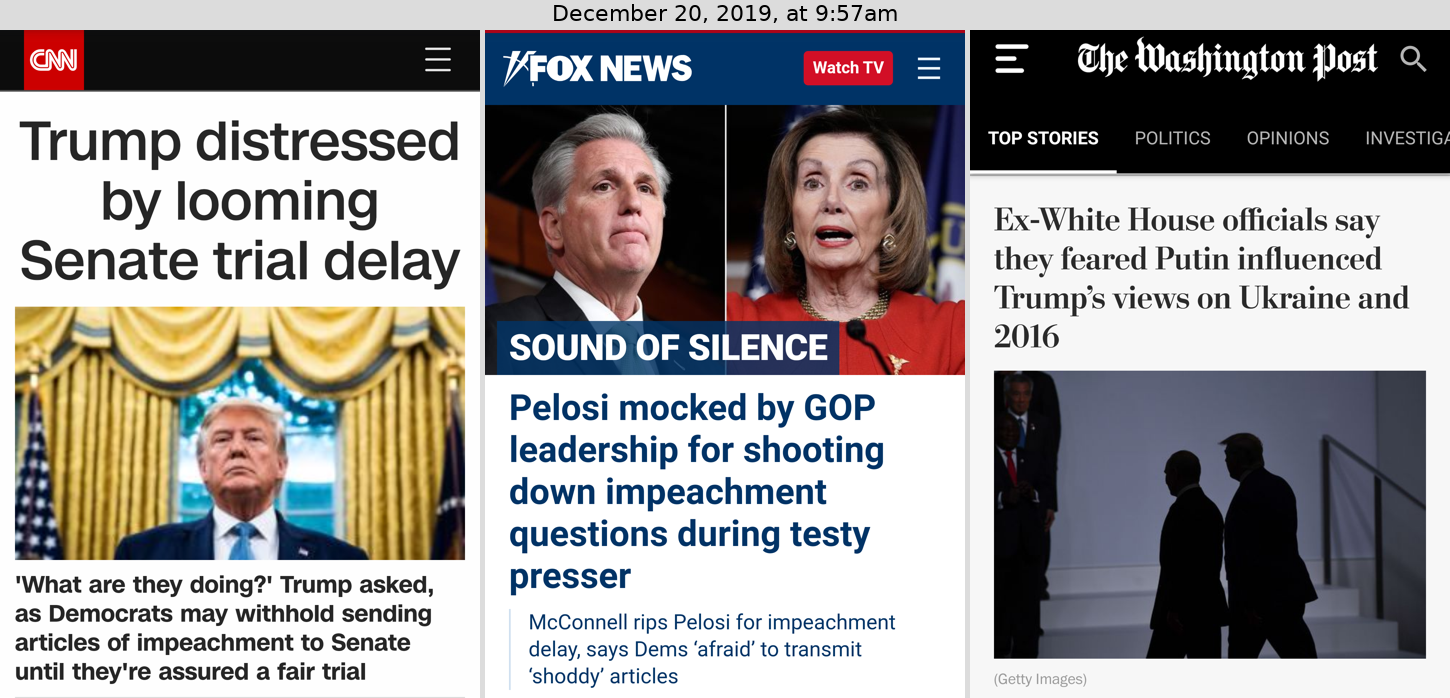 December 20, 2019, at 9:57am
CNN
Trump distressed
by looming
Senate trial delay
'What are they doing?' Trump asked,
as Democrats may withhold sending
articles of impeachment to Senate
until they're assured a fair trial
FOX NEWS
Watch TV
SOUND OF SILENCE
Pelosi mocked by GOP
leadership for shooting
down impeachment
questions during testy
presser
McConnell rips Pelosi for impeachment
delay, says Dems ‘afraid’ to transmit
‘shoddy’ articles
The Washington Post
TOP STORIES POLITICS OPINIONS INVESTIGA
Ex-White House officials say
they feared Putin influenced
Trump’s views on Ukraine and
2016
(Getty Images)